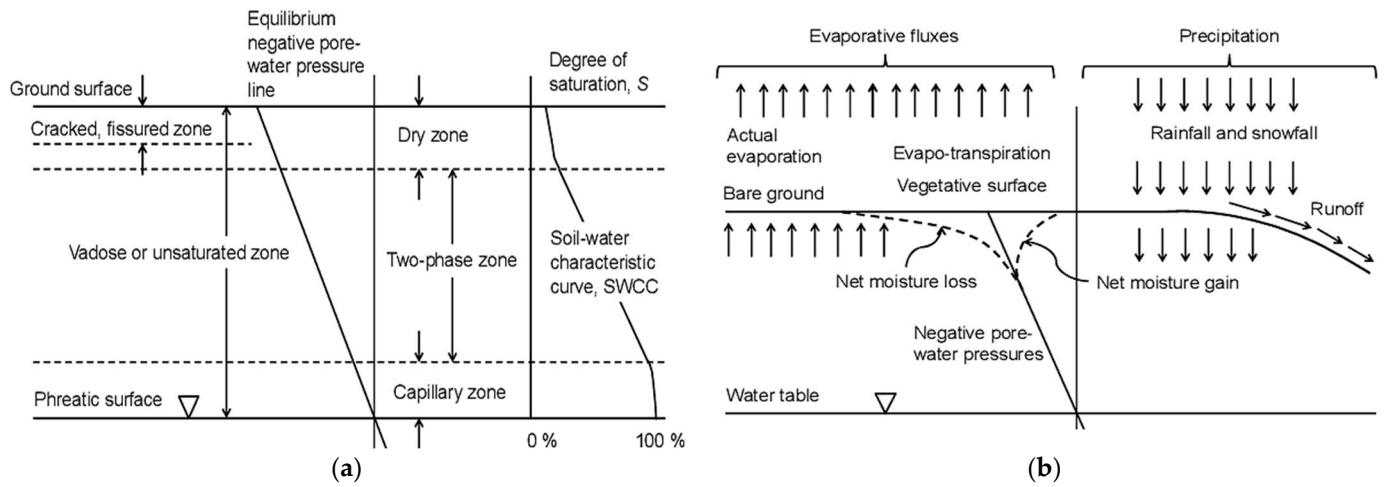 Equilibrium
negative pore-
water pressure
line
Degree of
saturation, S
Ground surface
Cracked, fissured zone
Dry zone
Vadose or unsaturated zone
Two-phase zone
Soil-water
characteristic
curve, SWCC
Capillary zone
Phreatic surface
0 %
100 %
(a)
Evaporative fluxes
Precipitation
Actual
evaporation
Rainfall and snowfall
Evapo-transpiration
Bare ground
Vegetative surface
Runoff
Net moisture loss
Net moisture gain
Negative pore-
water pressures
Water table
(b)